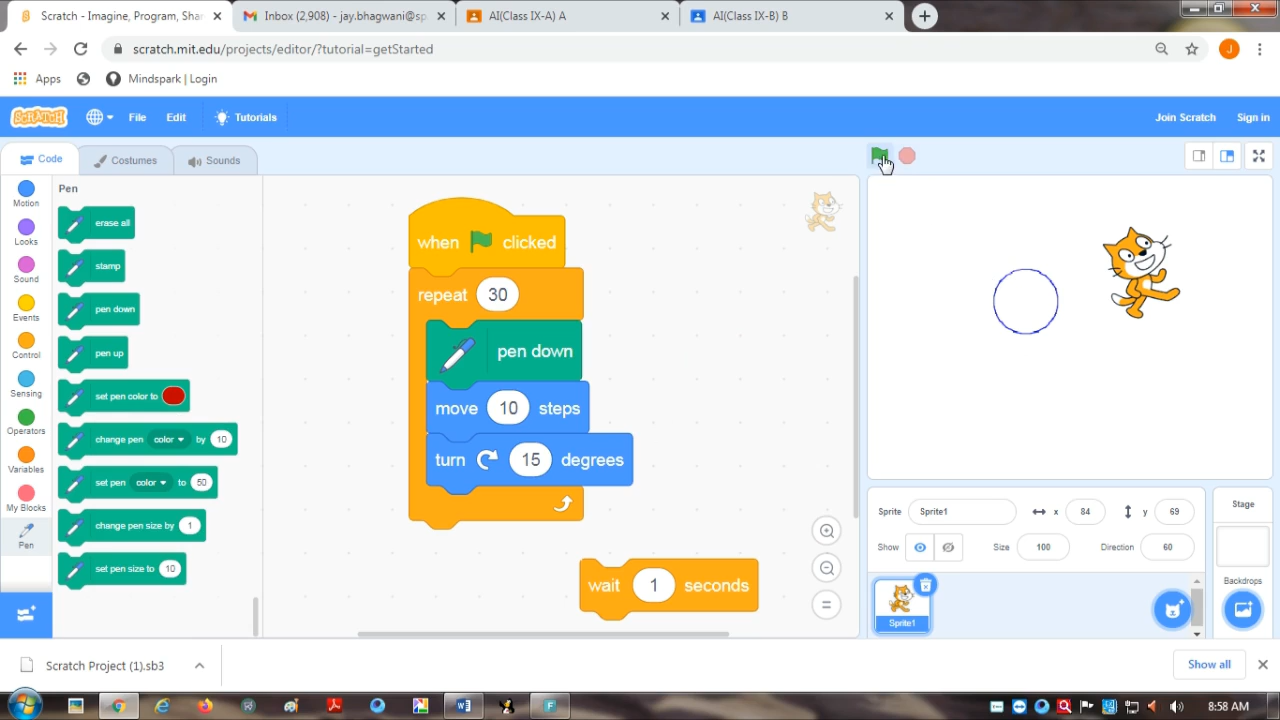 Scratch - Imagine, Program, Shar
Inbox (2,908) - jay.bhagwani@sp
AI(Class IX-A) A
AI(Class IX-B) B
scratch.mit.edu/projects/editor/?tutorial=getStarted
J
Apps
Mindspark | Login
SCRATCH
File
Edit
Tutorials
Join Scratch
Sign in
Code
Costumes
Sounds
Motion
Looks
Sound
Events
Control
Sensing
Operators
Variables
My Blocks
Pen
Pen
erase all
stamp
pen down
pen up
set pen color to
change pen color by 10
set pen color to 50
change pen size by 1
set pen size to 10
when clicked
repeat 30
pen down
move 10 steps
turn 15 degrees
wait 1 seconds
Sprite Sprite1 x 84 y 69
Show Size 100 Direction 60
Sprite1
Stage
Backdrops
Scratch Project (1).sb3
Show all
8:58 AM